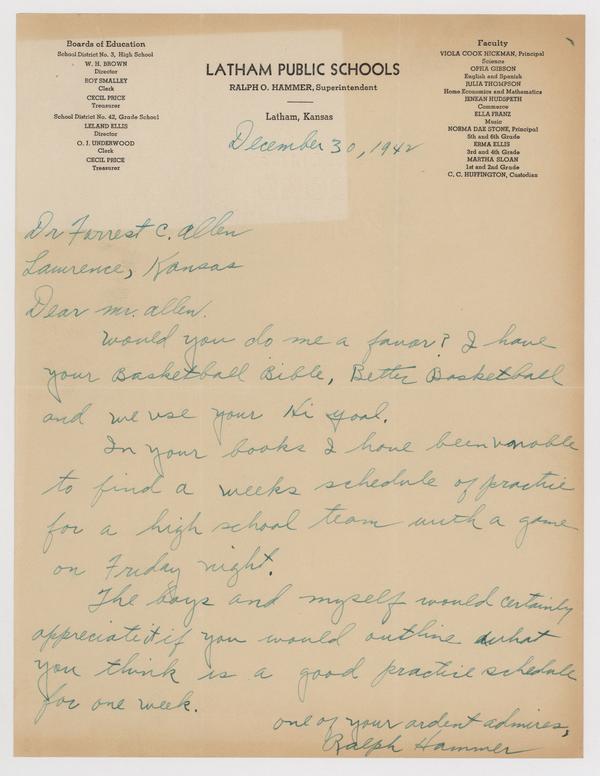 Boards of Education
School District No. 3, High School
W. H. BROWN
Director
ROY SMALLEY
Clerk
CECIL PRICE
Treasurer
School District No. 42, Grade School
LELAND ELLIS
Director
O. J. UNDERWOOD
Clerk
CECIL PRICE
Treasurer
LATHAM PUBLIC SCHOOLS
RALPH O. HAMMER, Superintendent
Latham, Kansas
Faculty
VIOLA COOK HICKMAN, Principal
Science
OPHA GIBSON
English and Spanish
JULIA THOMPSON
Home Economics and Mathematics
IENEAN HUDSPETH
Commerce
ELLA FRANZ
Music
NORMA DAE STONE, Principal
5th and 6th Grade
ERMA ELLIS
3rd and 4th Grade
MARTHA SLOAN
1st and 2nd Grade
C. C. HUFFINGTON, Custodian
December 30, 1942
Dr Forrest C. Allen
Lawrence, Kansas
Dear Mr. Allen.
Would you do me a favor? I have
your Basketball Bible, Better Basketball
and we use your Hi goal.
In your books I have been unable
to find a weeks schedule of practice
for a high school team with a game
on Friday night.
The boys and myself would certainly
appreciate it if you would outline what
you think is a good practice schedule
for one week.
one of your ardent admires,
Ralph Hammer